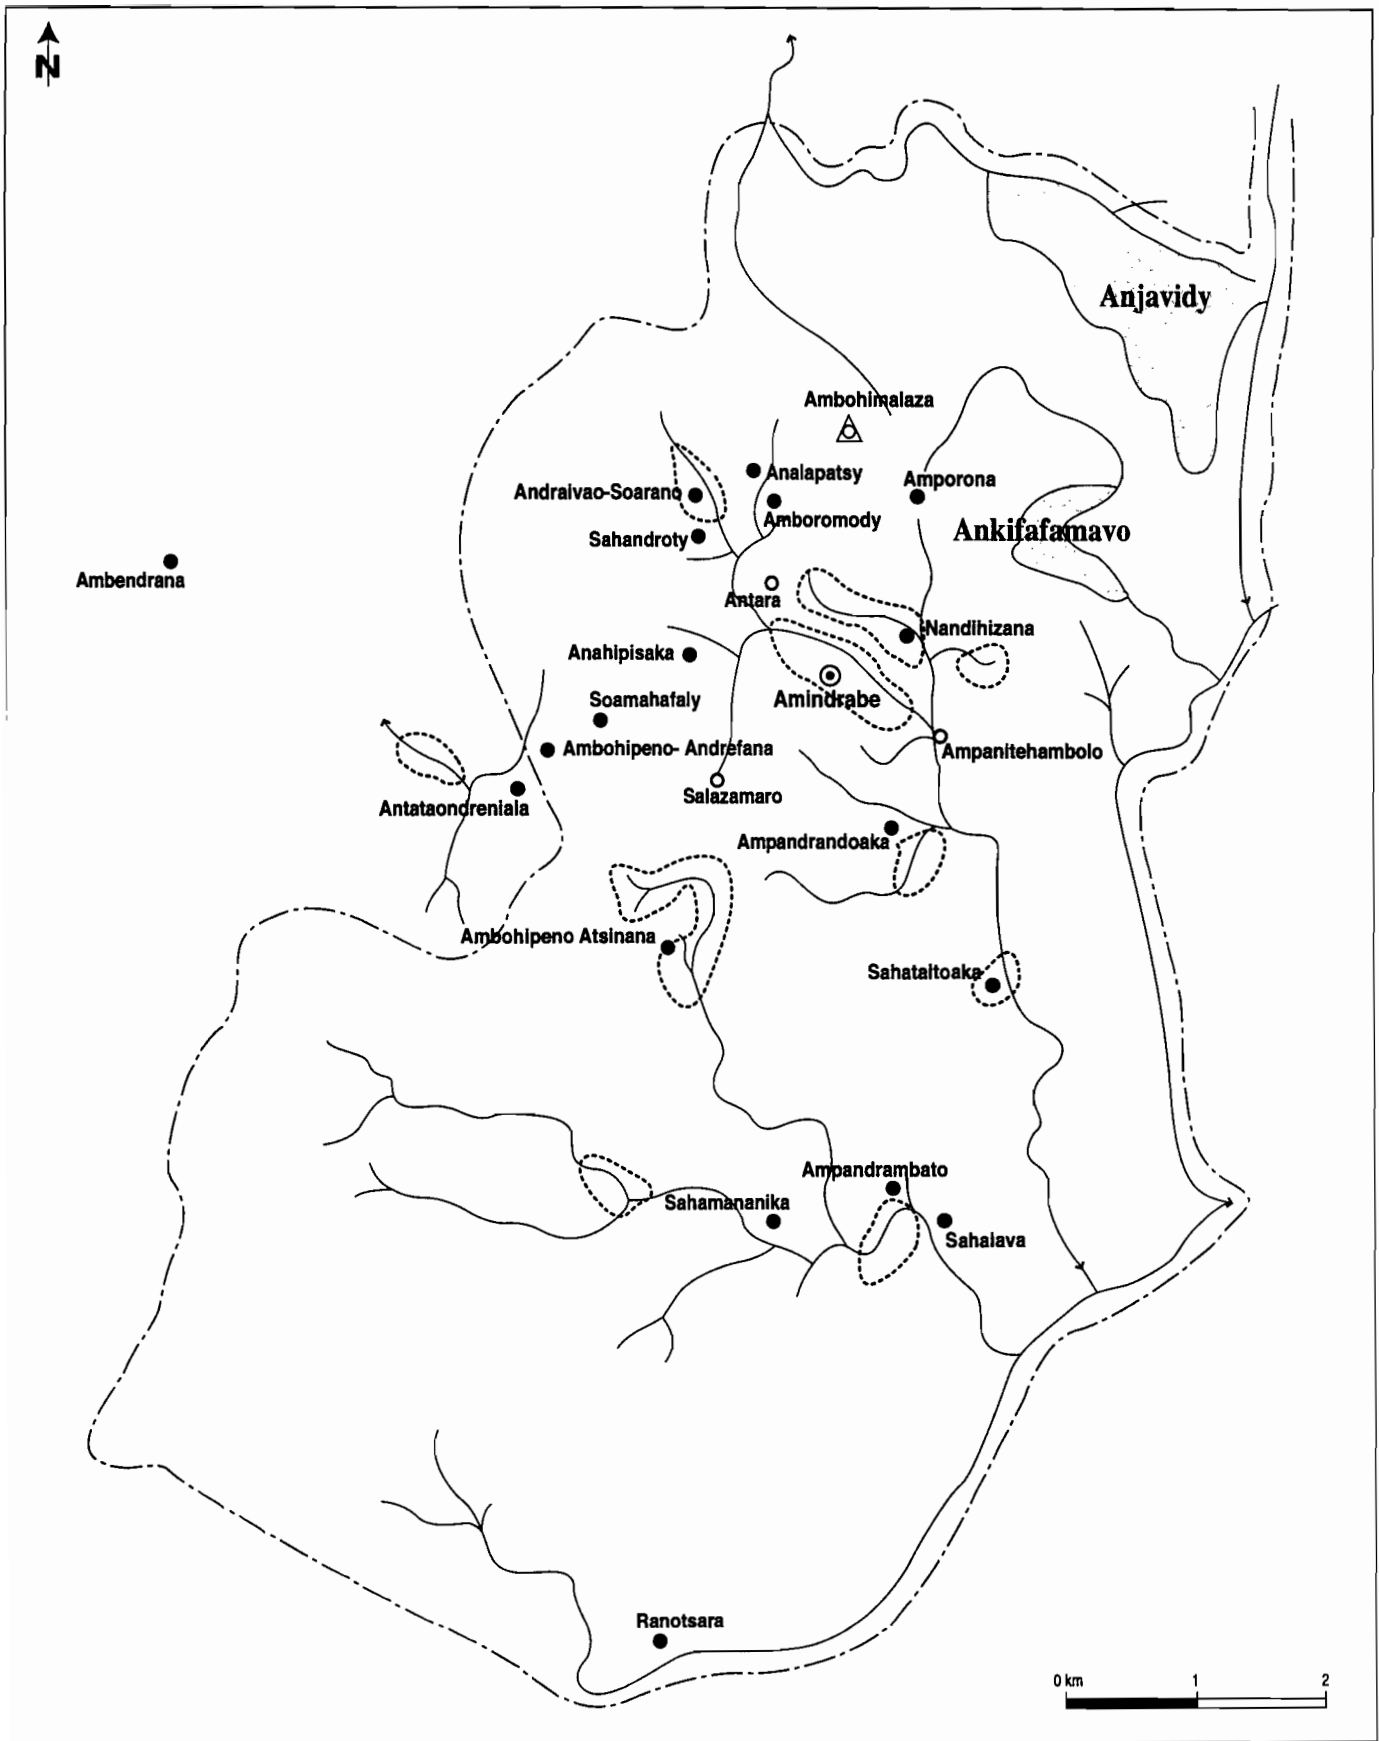 N
Anjavidy
Ambohimalaza
Analapatsy
Andraivao-Soarano
Amporona
Amboromody
Sahandroty
Ankifafamavo
Ambendrana
Antara
Nandihizana
Anahipisaka
Soamahafaly
Amindrabe
Ambohipeno- Andrefana
Ampanitehambolo
Salazamaro
Antataondreniala
Ampandrandoaka
Ambohipeno Atsinana
Sahataitoaka
Ampandrambato
Sahamananika
Sahalava
Ranotsara
0 km 1 2